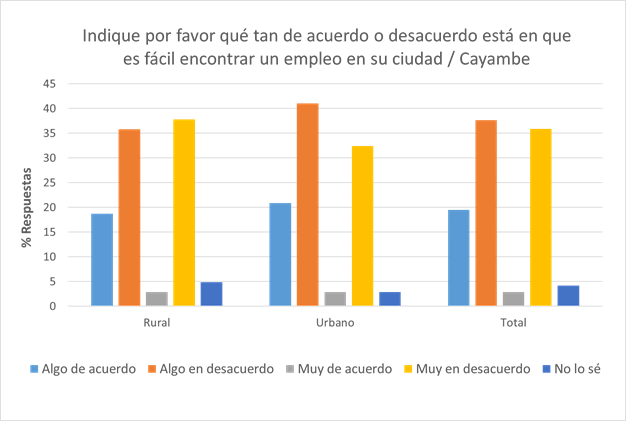 Indique por favor qué tan de acuerdo o desacuerdo está en que
es fácil encontrar un empleo en su ciudad / Cayambe
% Respuestas
45
40
35
30
25
20
15
10
5
0
Rural Urbano Total
Algo de acuerdo Algo en desacuerdo Muy de acuerdo Muy en desacuerdo No lo sé